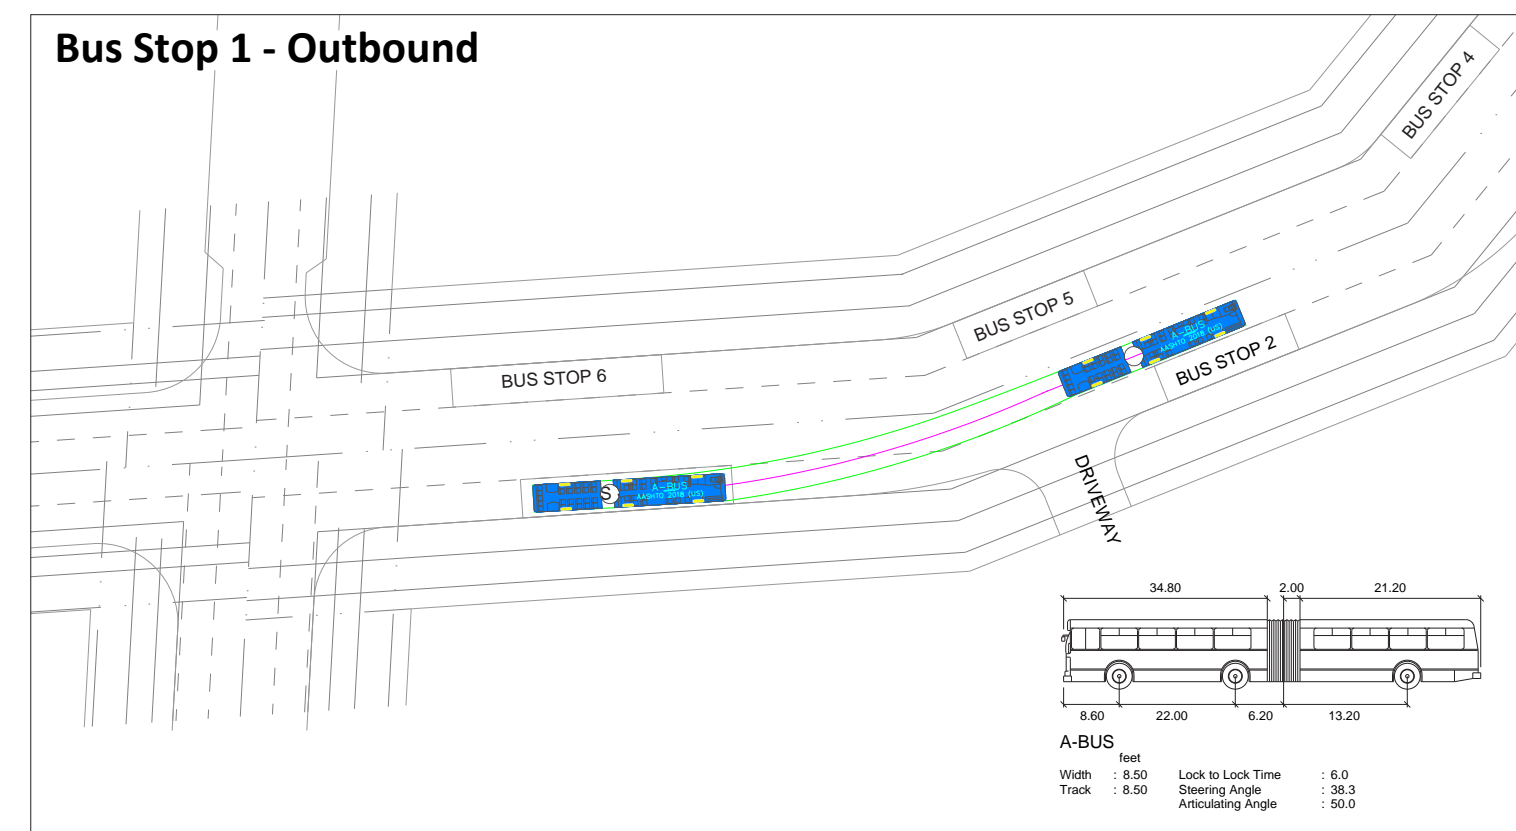 Bus Stop 1 - Outbound
BUS STOP 4
BUS STOP 5
A-BUS
AASHTO 2018 (US)
BUS STOP 2
BUS STOP 6
S
A-BUS
AASHTO 2018 (US)
DRIVEWAY
34.80 2.00 21.20
8.60 22.00 6.20 13.20
A-BUS
feet
Width : 8.50 Lock to Lock Time : 6.0
Track : 8.50 Steering Angle : 38.3
Articulating Angle : 50.0